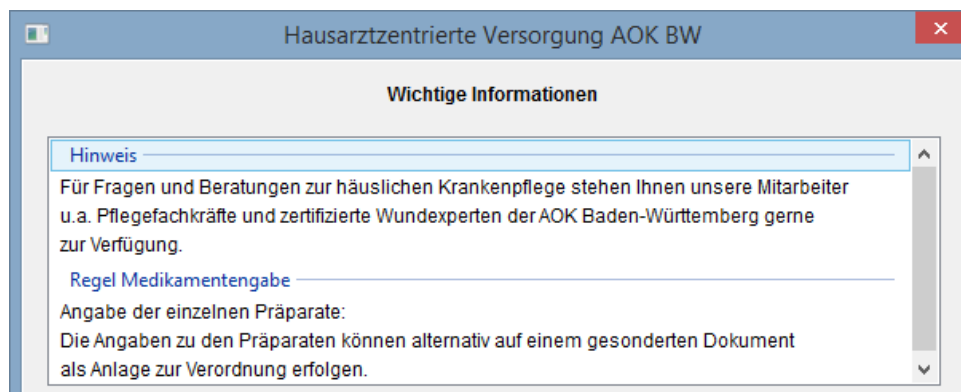 Hausarztzentrierte Versorgung AOK BW
Wichtige Informationen
Hinweis
Für Fragen und Beratungen zur häuslichen Krankenpflege stehen Ihnen unsere Mitarbeiter
u.a. Pflegefachkräfte und zertifizierte Wundexperten der AOK Baden-Württemberg gerne
zur Verfügung.
Regel Medikamentengabe
Angabe der einzelnen Präparate:
Die Angaben zu den Präparaten können alternativ auf einem gesonderten Dokument
als Anlage zur Verordnung erfolgen.